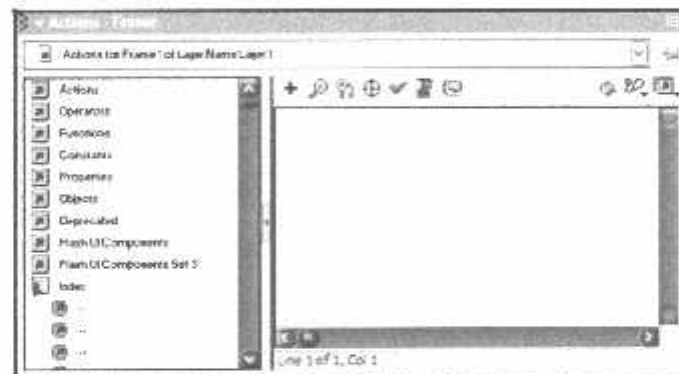 Actions - Frame
Actions for Frame 1 of Layer Name Layer 1
Actions
Operators
Functions
Constants
Properties
Objects
Deprecated
Flash UI Components
Flash UI Components Set 3
Index
Line 1 of 1, Col 1